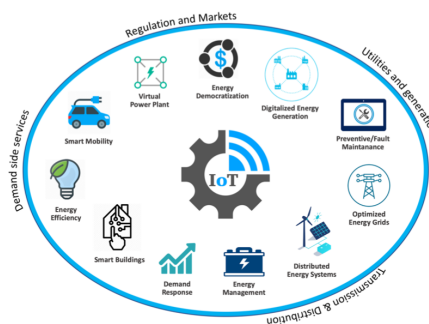 Regulation and Markets
Utilities and generation
Demand side services
Transmission & Distribution
Energy
Democratization
Virtual
Power Plant
Digitalized Energy
Generation
Smart Mobility
Preventive/Fault
Maintanance
IoT
Energy
Efficiency
Optimized
Energy Grids
Smart Buildings
Distributed
Energy Systems
Demand
Response
Energy
Management